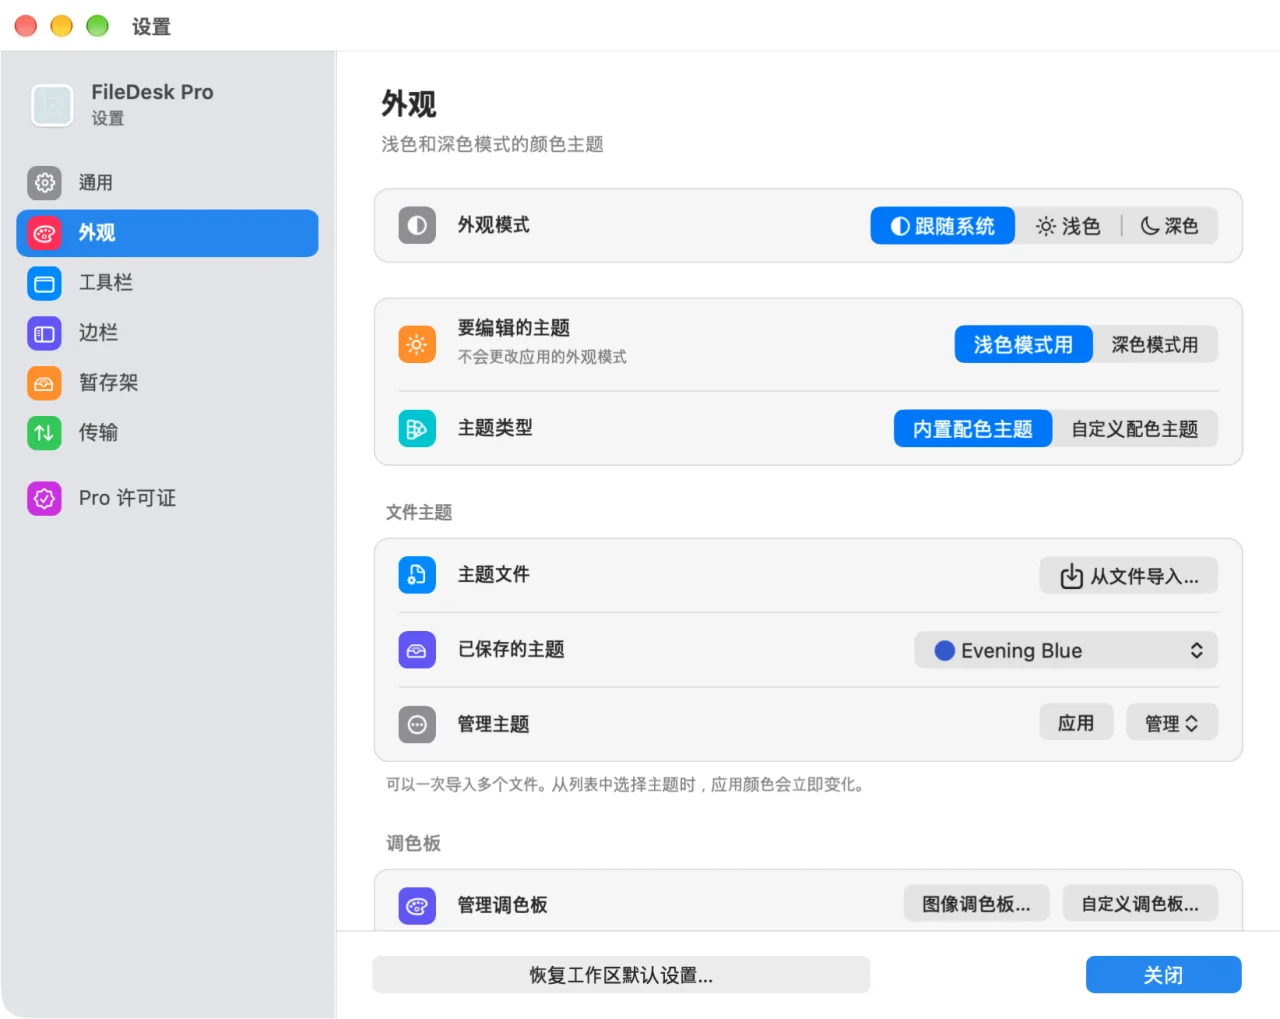 设置
FileDesk Pro
设置
通用
外观
工具栏
边栏
暂存架
传输
Pro 许可证
外观
浅色和深色模式的颜色主题
外观模式
跟随系统
浅色
深色
要编辑的主题
不会更改应用的外观模式
浅色模式用
深色模式用
主题类型
内置配色主题
自定义配色主题
文件主题
主题文件
从文件导入...
已保存的主题
Evening Blue
管理主题
应用
管理
可以一次导入多个文件。从列表中选择主题时，应用颜色会立即变化。
调色板
管理调色板
图像调色板...
自定义调色板...
恢复工作区默认设置...
关闭